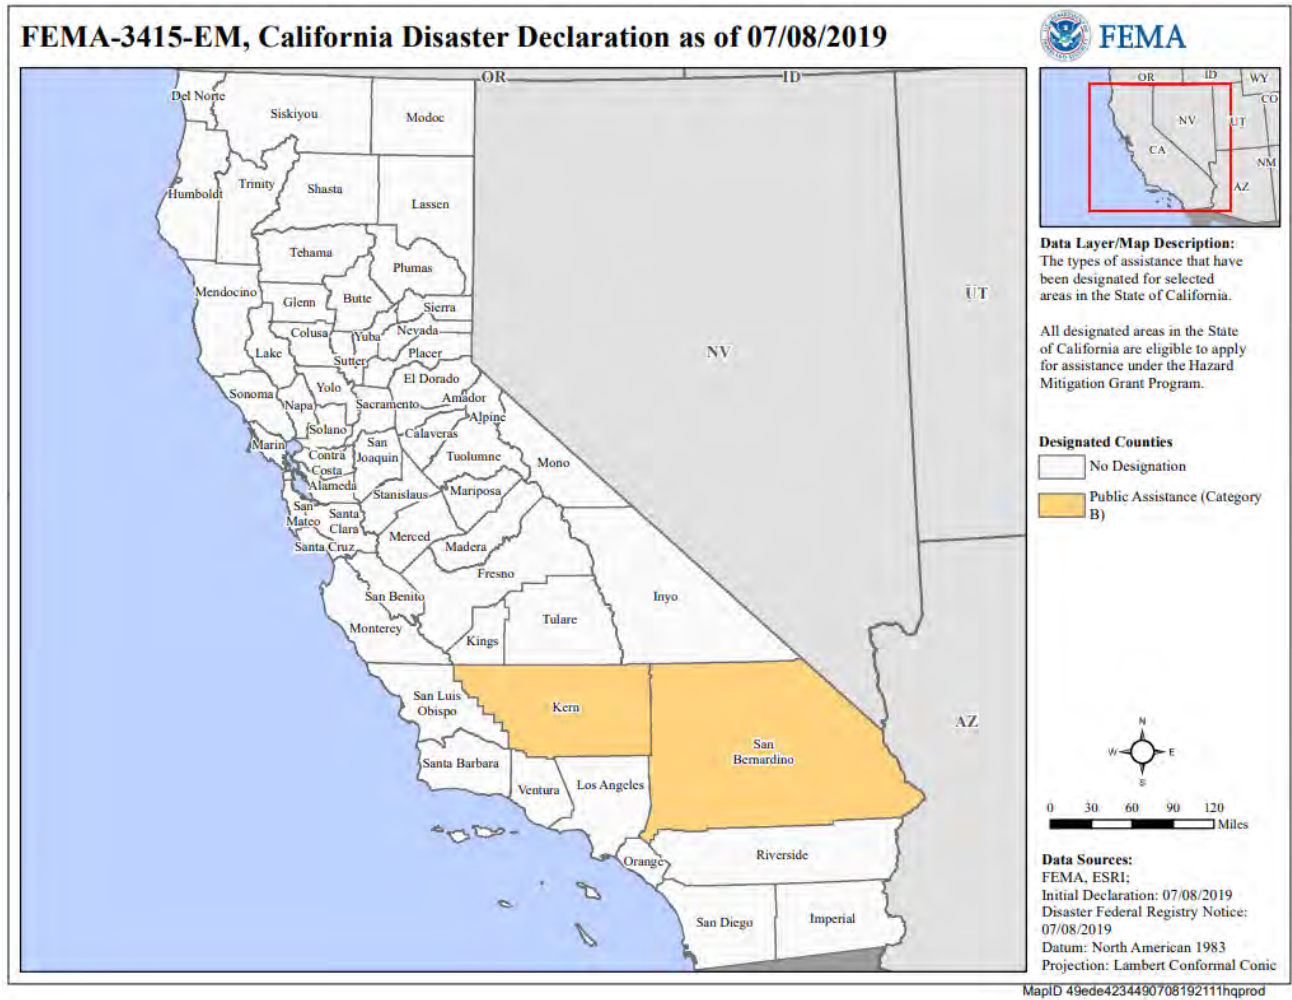 FEMA-3415-EM, California Disaster Declaration as of 07/08/2019
FEMA
OR
ID
Del Norte
Siskiyou
Modoc
Humboldt
Trinity
Shasta
Lassen
Tehama
Plumas
Mendocino
Glenn
Butte
Sierra
Colusa
Yuba
Nevada
Lake
Sutter
Placer
Sonoma
Napa
Yolo
El Dorado
Sacramento
Amador
Alpine
Solano
Marin
Contra
Costa
San
Joaquin
Calaveras
Tuolumne
Mono
Alameda
Stanislaus
Mariposa
San
Mateo
Santa
Clara
Merced
Santa Cruz
Madera
Fresno
San Benito
Inyo
Monterey
Kings
Tulare
San Luis
Obispo
Kern
San
Bernardino
Santa Barbara
Ventura
Los Angeles
Orange
Riverside
San Diego
Imperial
NV
UT
AZ
OR
ID
WY
CO
NV
UT
CA
NM
AZ
Data Layer/Map Description:
The types of assistance that have
been designated for selected
areas in the State of California.
All designated areas in the State
of California are eligible to apply
for assistance under the Hazard
Mitigation Grant Program.
Designated Counties
No Designation
Public Assistance (Category
B)
N
W
E
S
0 30 60 90 120
Miles
Data Sources:
FEMA, ESRI;
Initial Declaration: 07/08/2019
Disaster Federal Registry Notice:
07/08/2019
Datum: North American 1983
Projection: Lambert Conformal Conic
MapID 49ede4234490708192111hqprod